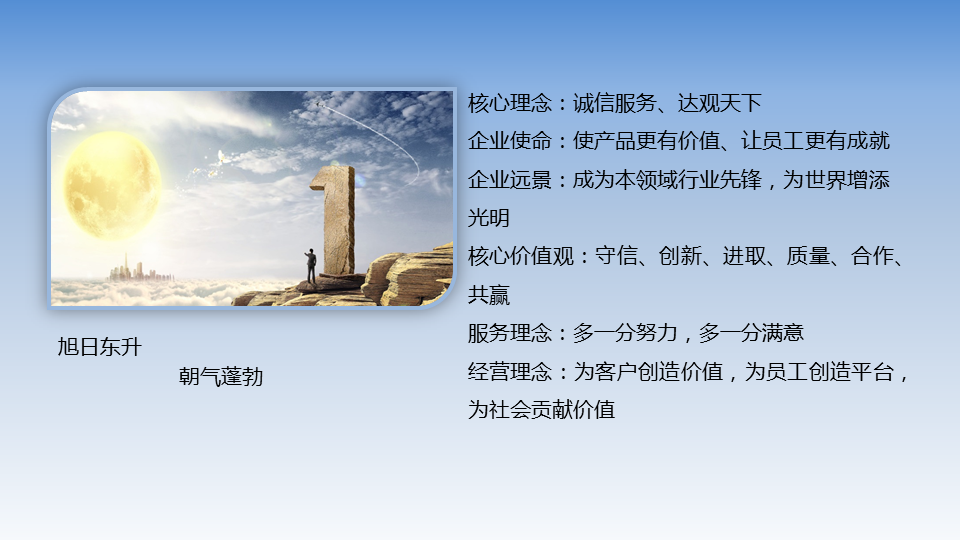 核心理念：诚信服务、达观天下
企业使命：使产品更有价值、让员工更有成就
企业远景：成为本领域行业先锋，为世界增添
光明
核心价值观：守信、创新、进取、质量、合作、
共赢
服务理念：多一分努力，多一分满意
经营理念：为客户创造价值，为员工创造平台，
为社会贡献价值
旭日东升
朝气蓬勃